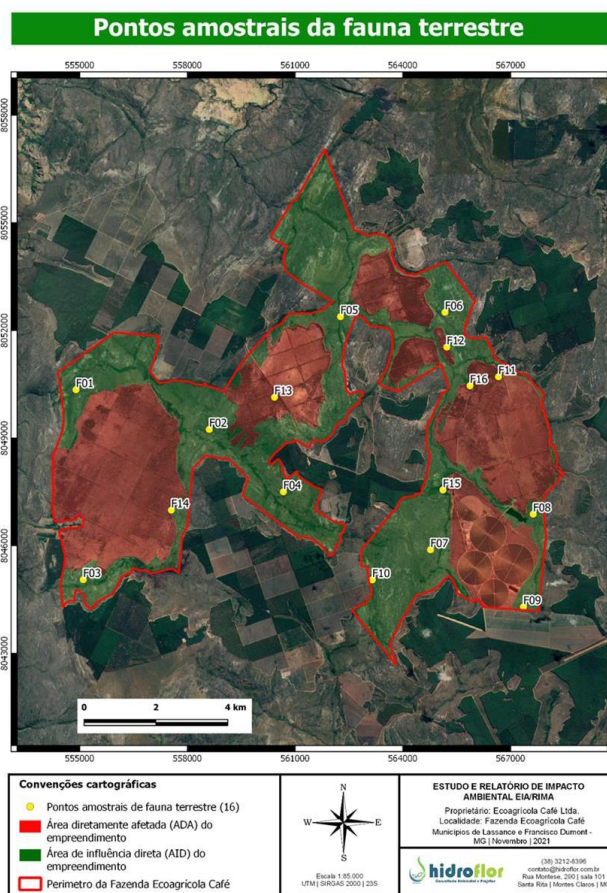 Pontos amostrais da fauna terrestre
555000 558000 561000 564000 567000
8058000
8055000
8052000
8049000
8046000
8043000
F05
F06
F12
F01
F13
F16
F11
F02
F04
F15
F14
F08
F07
F03
F10
F09
0 2 4 km
555000 558000 561000 564000 567000
Convenções cartográficas
Pontos amostrais de fauna terrestre (16)
Área diretamente afetada (ADA) do
empreendimento
Área de influência direta (AID) do
empreendimento
Perimetro da Fazenda Ecoagrícola Café
N
W E
S
Escala 1:85.000
UTM | SIRGAS 2000 | 23S
ESTUDO E RELATÓRIO DE IMPACTO
AMBIENTAL EIA/RIMA
Proprietário: Ecoagrícola Café Ltda.
Localidade: Fazenda Ecoagrícola Café
Municípios de Lassance e Francisco Dumont -
MG | Novembro | 2021
hidroflor
(38) 3212-8396
contato@hidroflor.com.br
Rua Montese, 290 | sala 101
Santa Rita | Montes Claros, MG